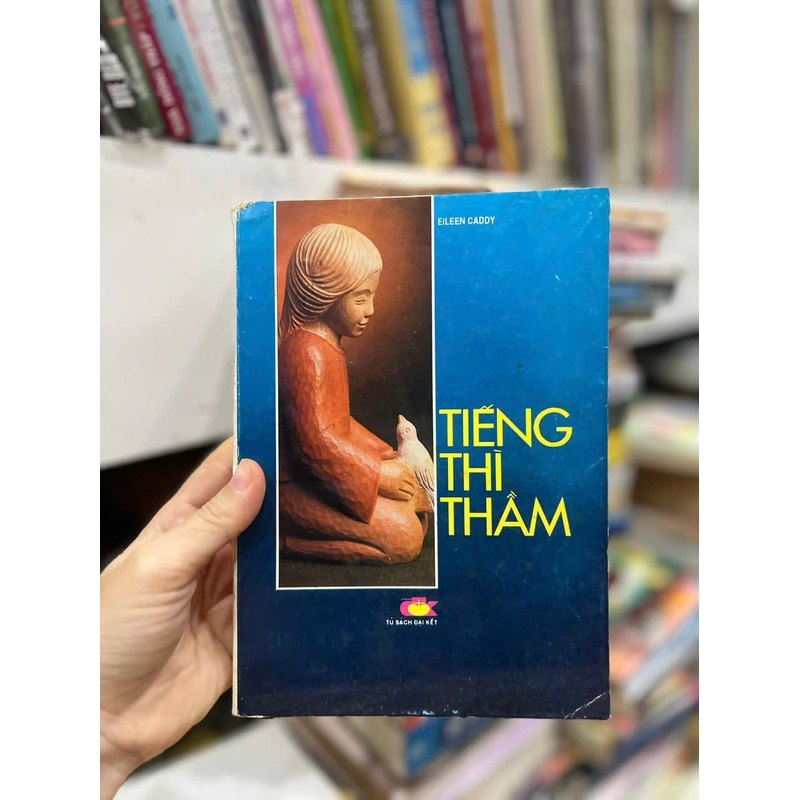 EILEEN CADDY
TIẾNG
THÌ
THẦM
TỦ SÁCH ĐẠI KẾT